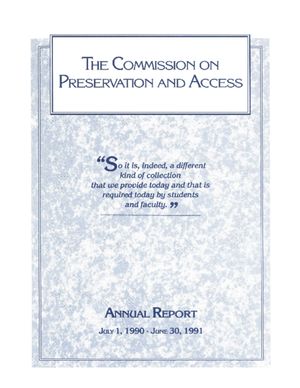 THE COMMISSION ON
PRESERVATION AND ACCESS
"So it is, indeed, a different
kind of collection
that we provide today and that is
required today by students
and faculty."
ANNUAL REPORT
JULY 1, 1990 - JUNE 30, 1991